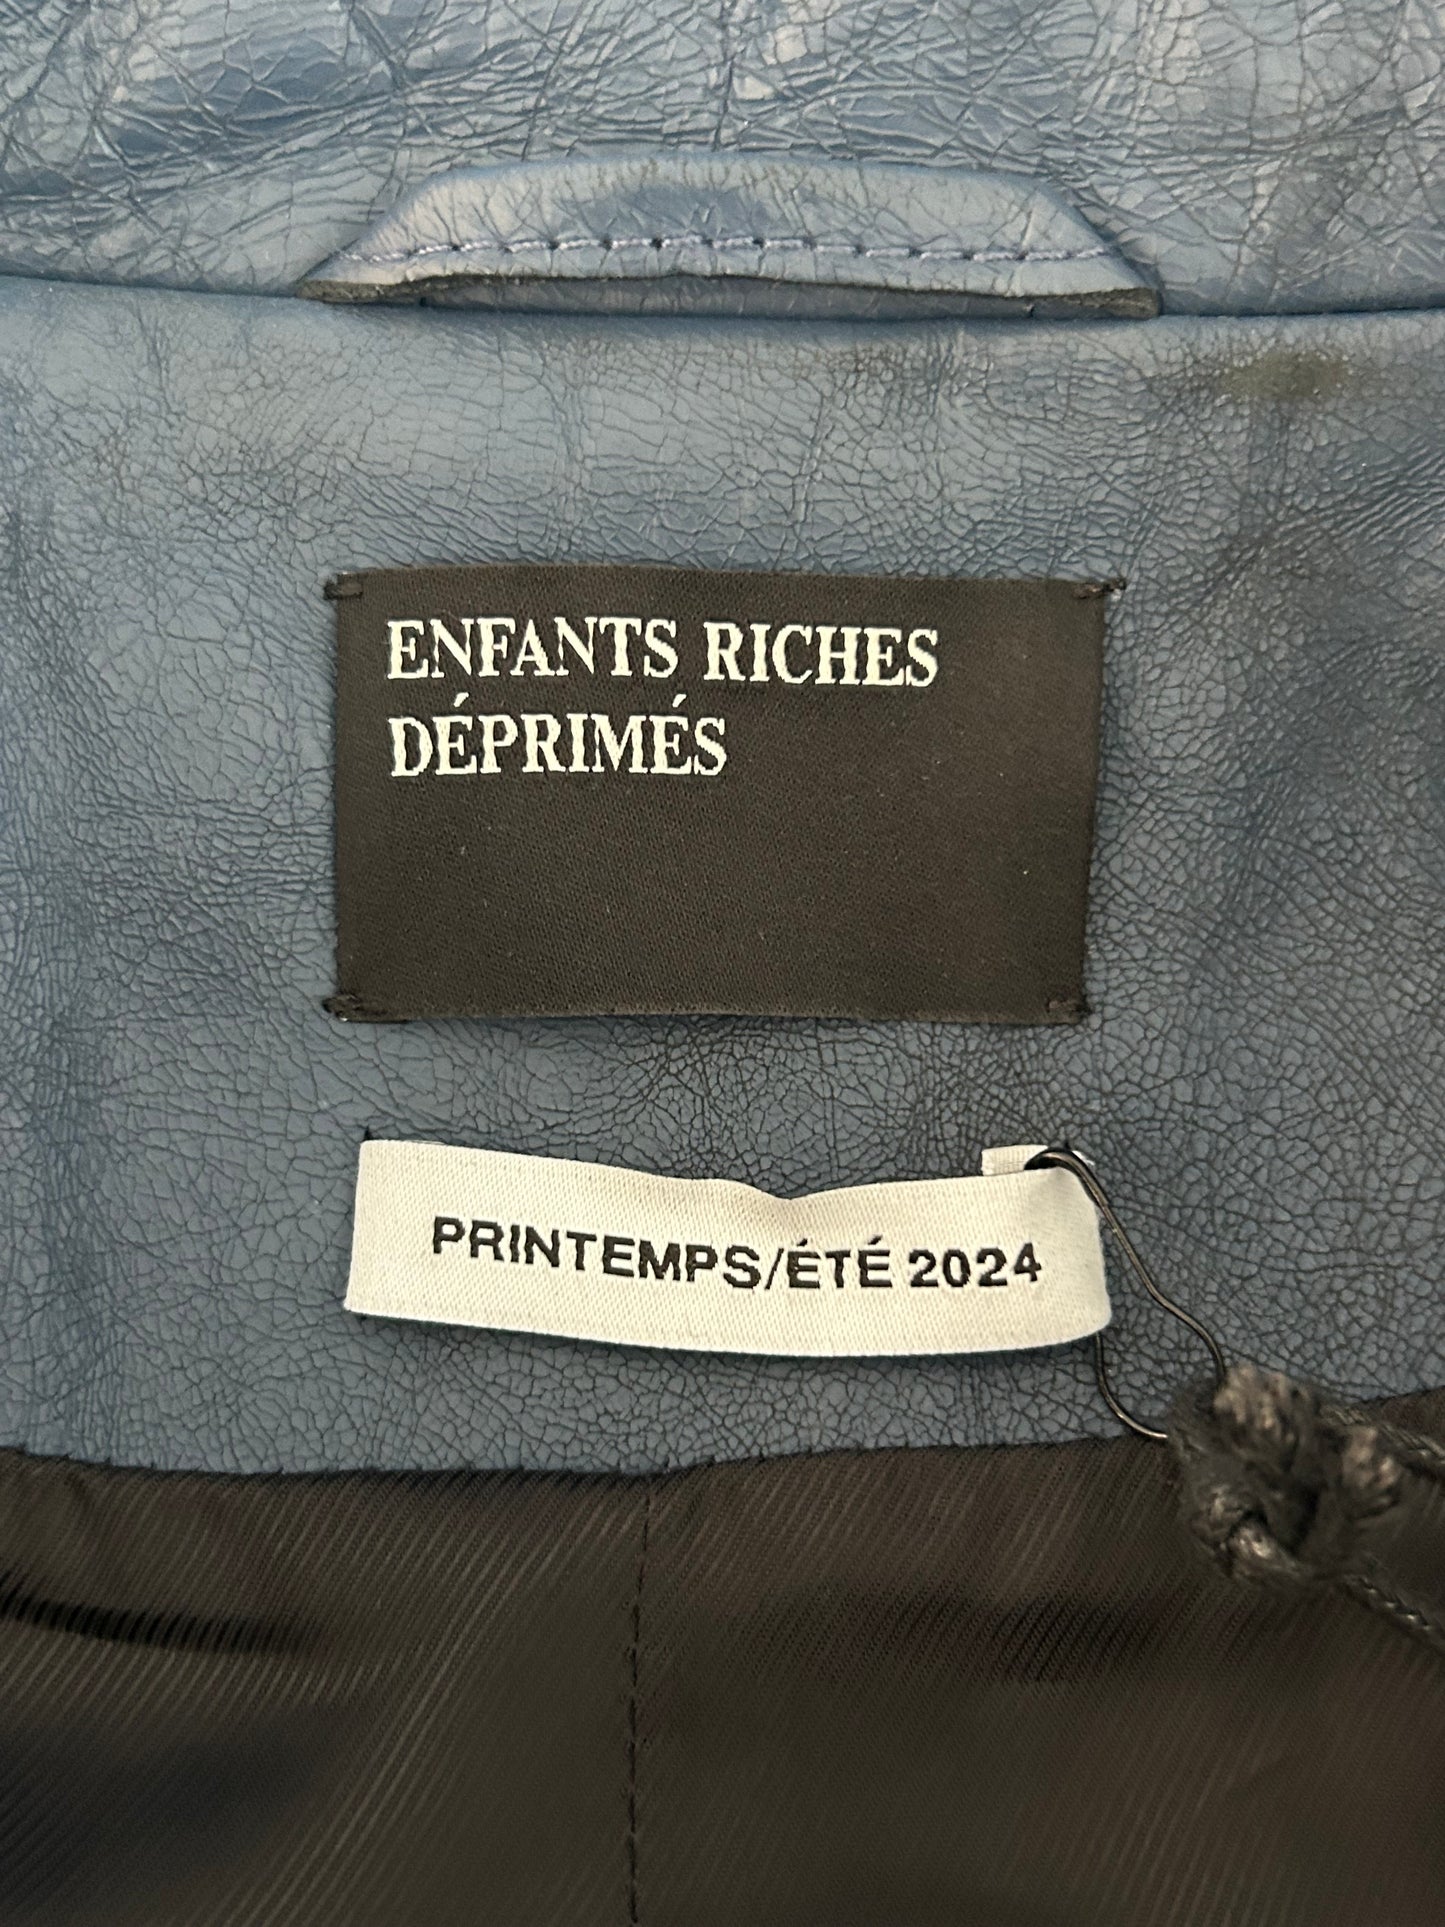 ENFANTS RICHES
DÉPRIMÉS
PRINTEMPS/ÉTÉ 2024